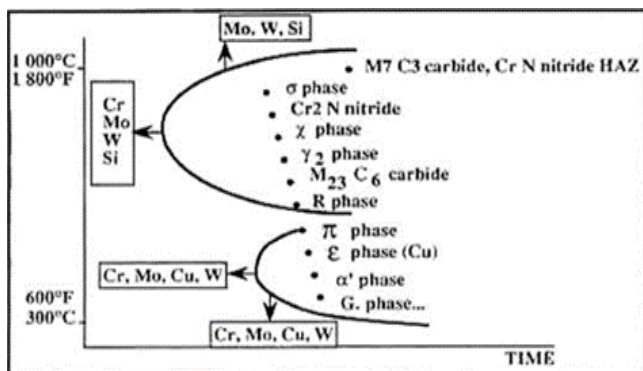 Mo, W, Si
1 000°C
1 800°F
M7 C3 carbide, Cr N nitride HAZ
σ phase
Cr2 N nitride
χ phase
γ2 phase
M23 C6 carbide
R phase
Cr
Mo
W
Si
π phase
ε phase (Cu)
α' phase
G. phase...
Cr, Mo, Cu, W
600°F
300°C
Cr, Mo, Cu, W
TIME